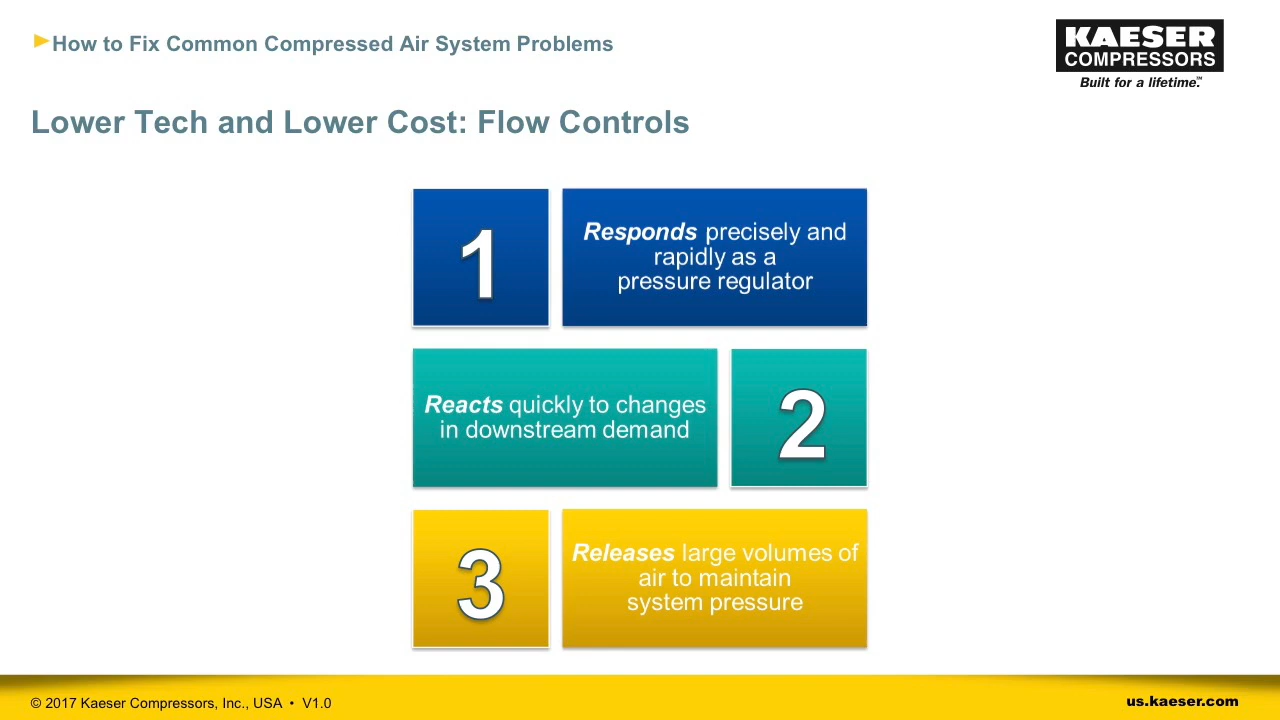 How to Fix Common Compressed Air System Problems
KAESER
COMPRESSORS
Built for a lifetime.™
Lower Tech and Lower Cost: Flow Controls
1
Responds precisely and
rapidly as a
pressure regulator
Reacts quickly to changes
in downstream demand
2
3
Releases large volumes of
air to maintain
system pressure
© 2017 Kaeser Compressors, Inc., USA • V1.0
us.kaeser.com